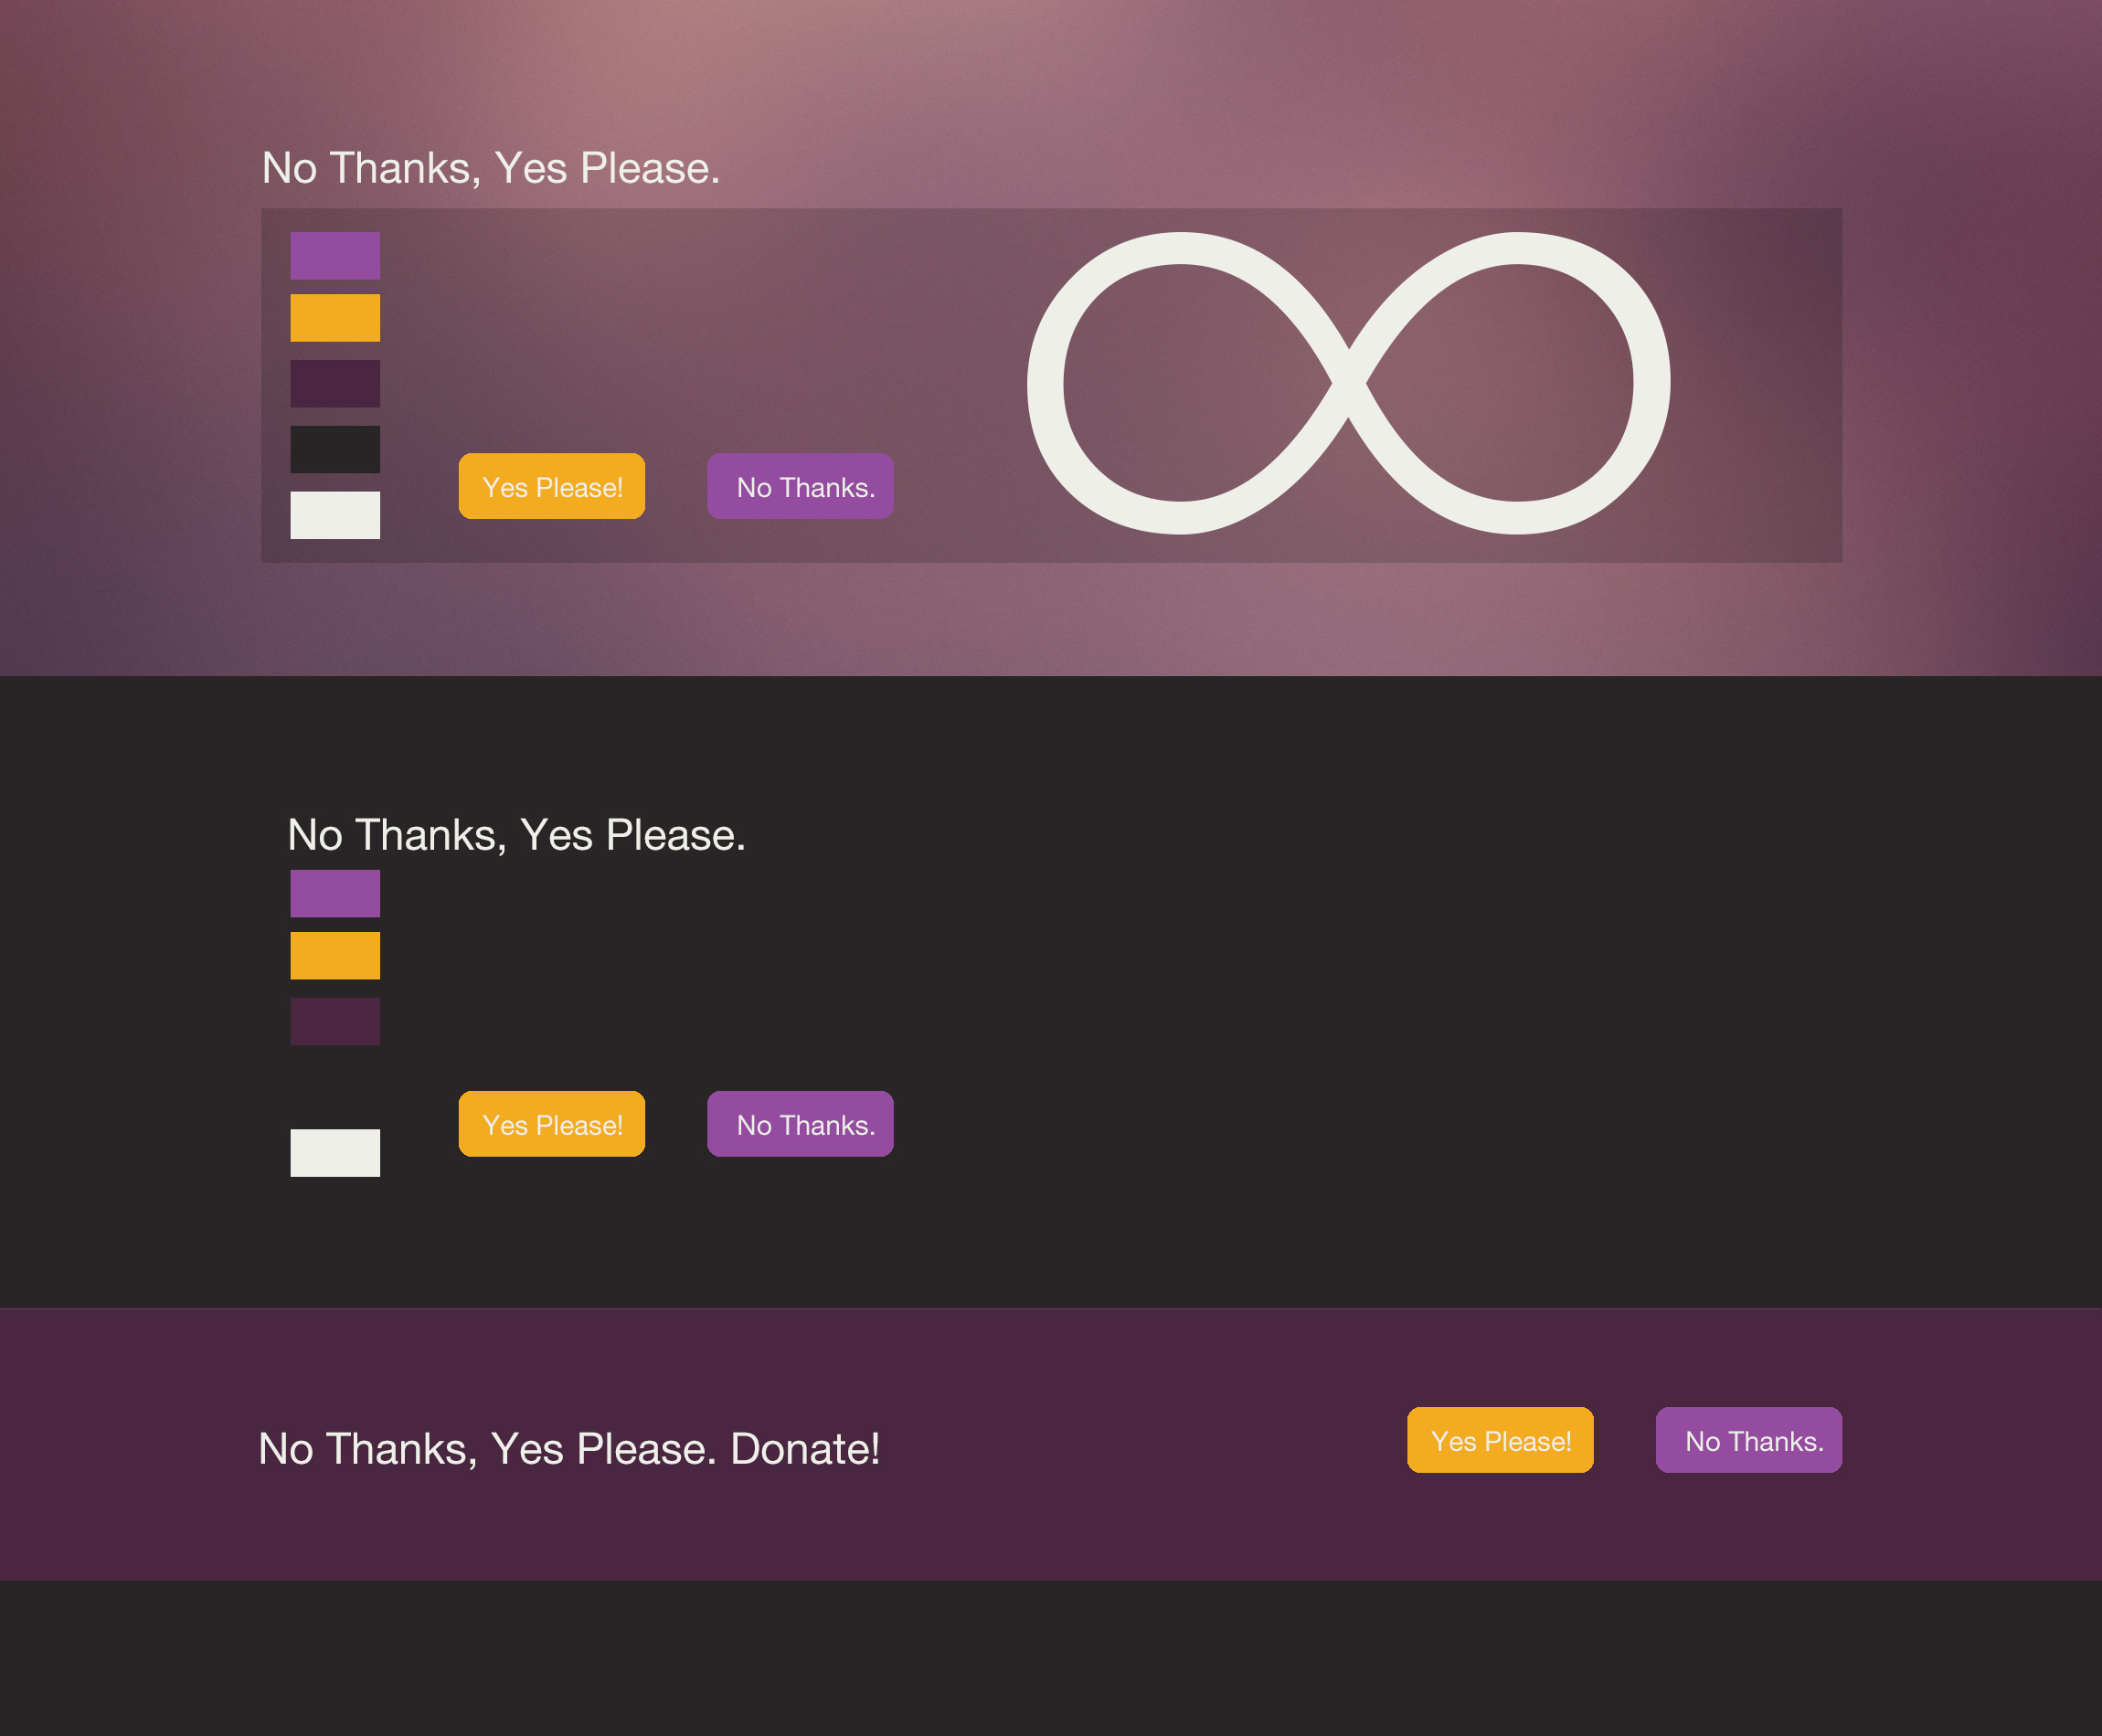 No Thanks, Yes Please.
Yes Please!
No Thanks.
∞
No Thanks, Yes Please.
Yes Please!
No Thanks.
No Thanks, Yes Please. Donate!
Yes Please!
No Thanks.